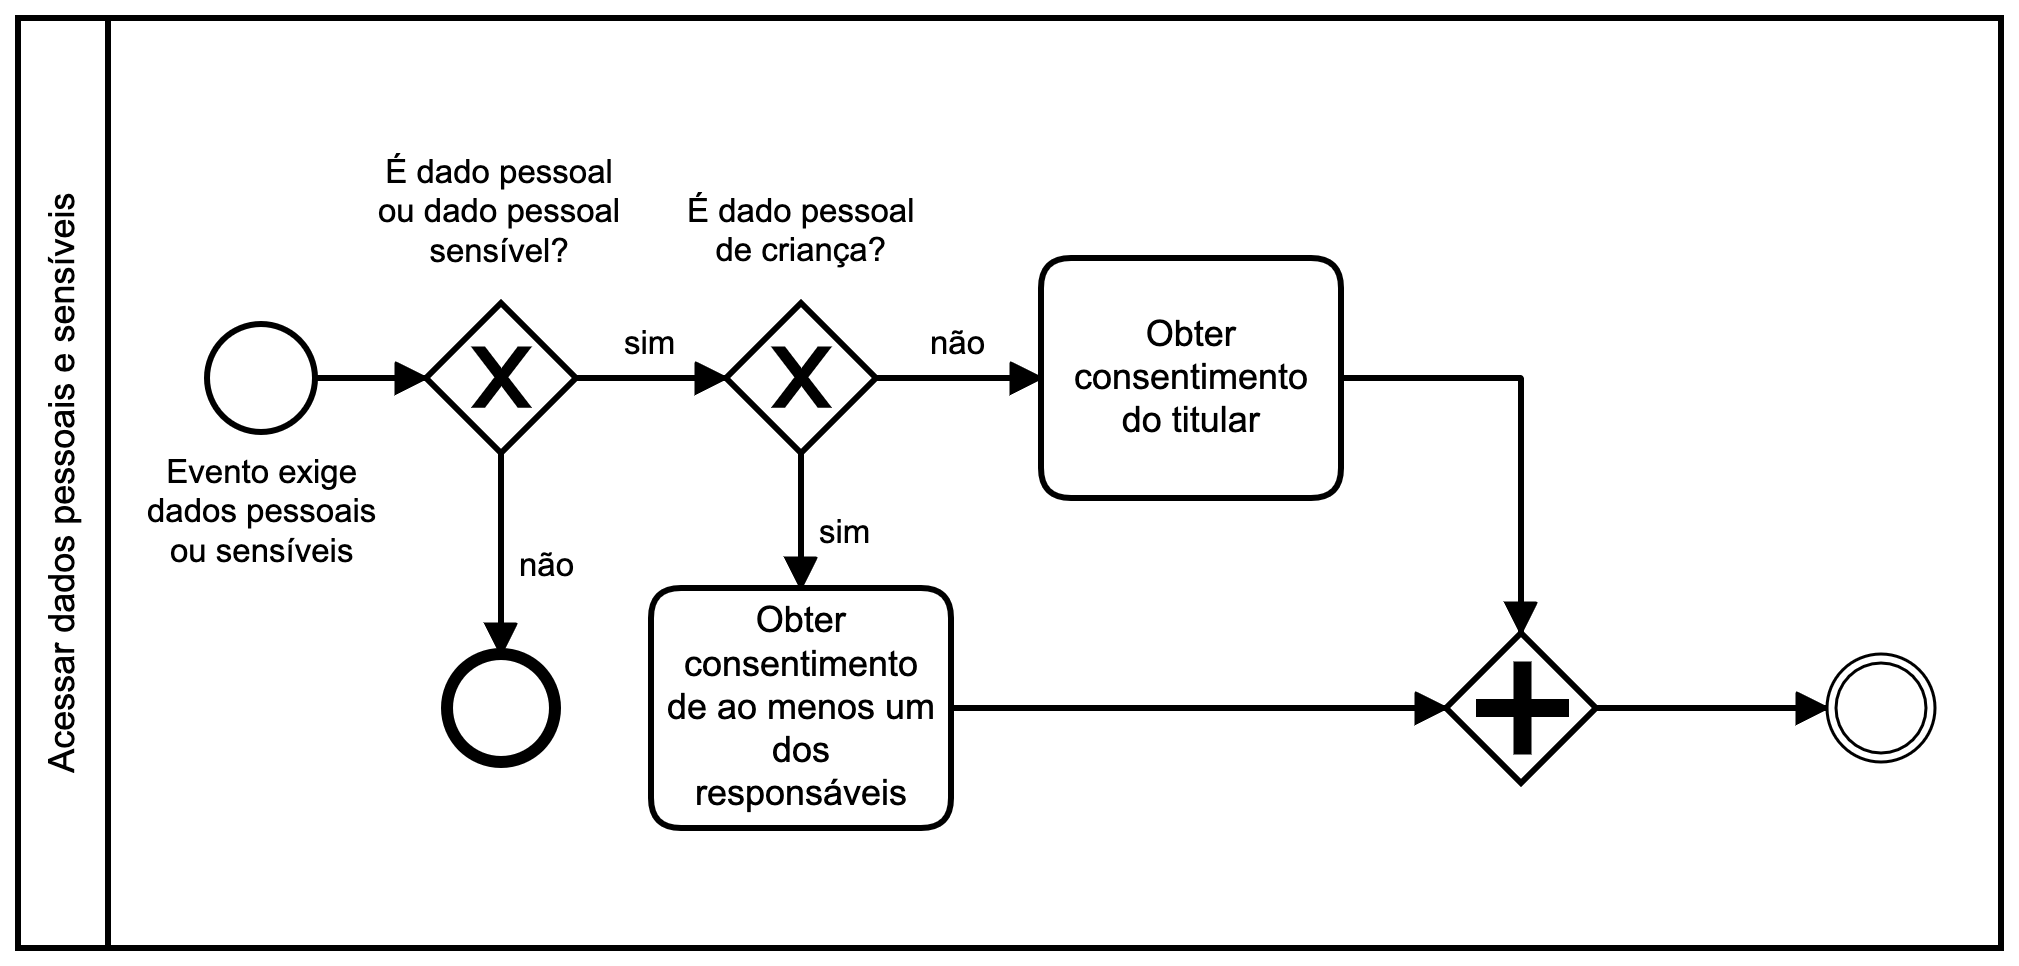 Acessar dados pessoais e sensíveis
Evento exige
dados pessoais
ou sensíveis
É dado pessoal
ou dado pessoal
sensível?
não
sim
É dado pessoal
de criança?
não
sim
Obter
consentimento
do titular
Obter
consentimento
de ao menos um
dos
responsáveis